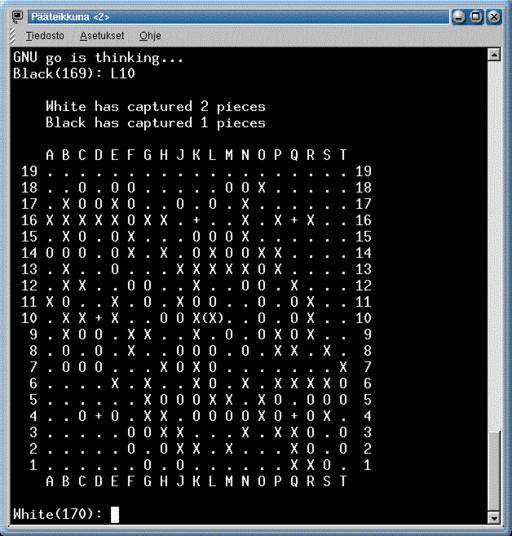 Pääteikkuna <2>
Tiedosto Asetukset Ohje
GNU go is thinking...
Black(169): L10
White has captured 2 pieces
Black has captured 1 pieces
A B C D E F G H J K L M N O P Q R S T
19 . . . . . . . . . . . . . . . . . . . 19
18 . . O . O O . . . . . O O X . . . . . 18
17 . X O O X O . . O . O . X . . . . . . 17
16 X X X X X O X X . + . . X . X + X . . 16
15 . X O . O X . . . O O O X . . . . . . 15
14 O O O . O X . X . O X O O X X . . . . 14
13 . X . . O . . . X X X X X O X . . . . 13
12 . X X . . O O . . X . . O O . X . . . 12
11 X O . . X . O . X O O . . O . O X . . 11
10 . X X + X . . O O X(X). . O . O X . . 10
9 . X O O . X X . . X . O . O X O X . . 9
8 . O . O . X . . O O O . O . X X . X . 8
7 . O O O . . . X O X O . . . . . . . X 7
6 . . . . X . X . . X O . X . X X X X O 6
5 . . . . . . X O O O X X . X O . O O O 5
4 . . O + O . X X . O O O O X O + O X . 4
3 . . . . . O O X X . . . X . X X O . O 3
2 . . . . . O . O X X . X . . . X O . O 2
1 . . . . . . O . O . . . . . . X X O . 1
A B C D E F G H J K L M N O P Q R S T
White(170):